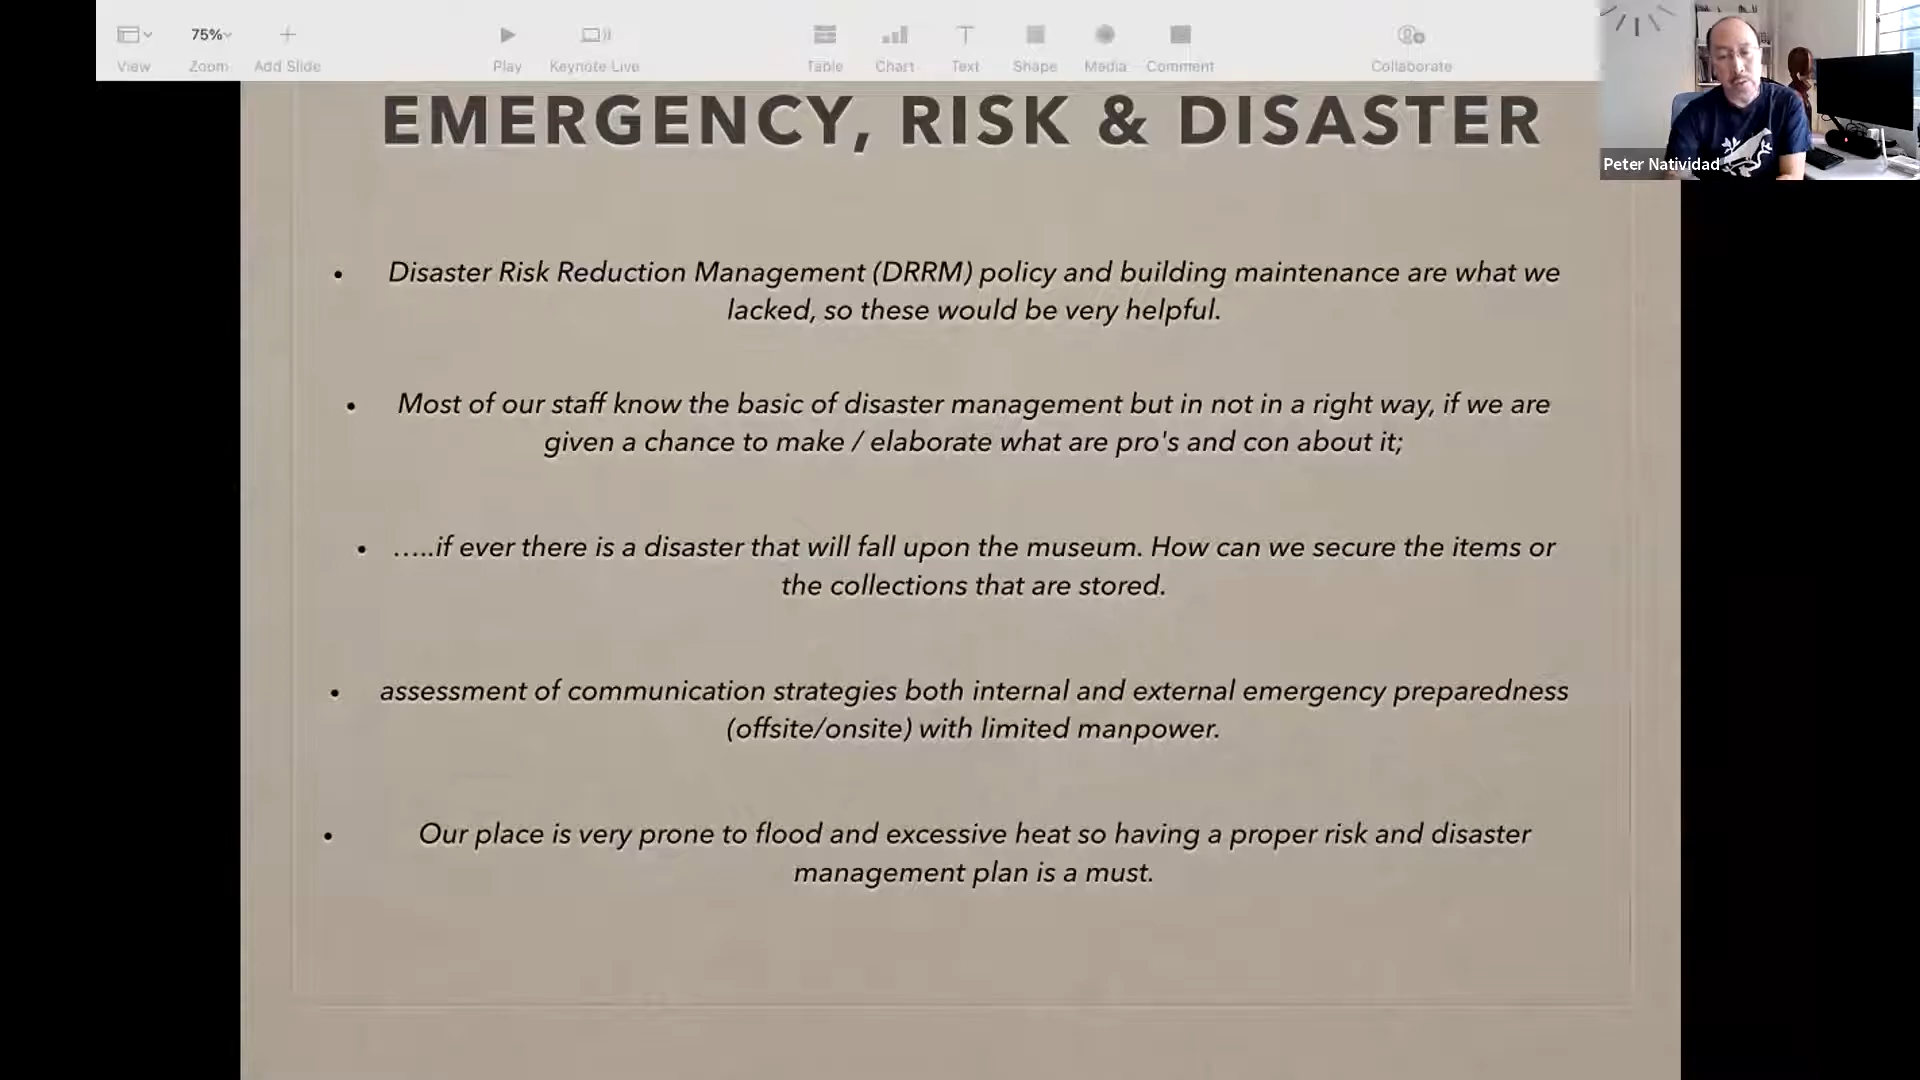 75%
View
Zoom
Add Slide
Play
Keynote Live
Table
Chart
Text
Shape
Media
Comment
Collaborate
Peter Natividad
EMERGENCY, RISK & DISASTER
• Disaster Risk Reduction Management (DRRM) policy and building maintenance are what we
lacked, so these would be very helpful.
• Most of our staff know the basic of disaster management but in not in a right way, if we are
given a chance to make / elaborate what are pro's and con about it;
• …..if ever there is a disaster that will fall upon the museum. How can we secure the items or
the collections that are stored.
• assessment of communication strategies both internal and external emergency preparedness
(offsite/onsite) with limited manpower.
• Our place is very prone to flood and excessive heat so having a proper risk and disaster
management plan is a must.